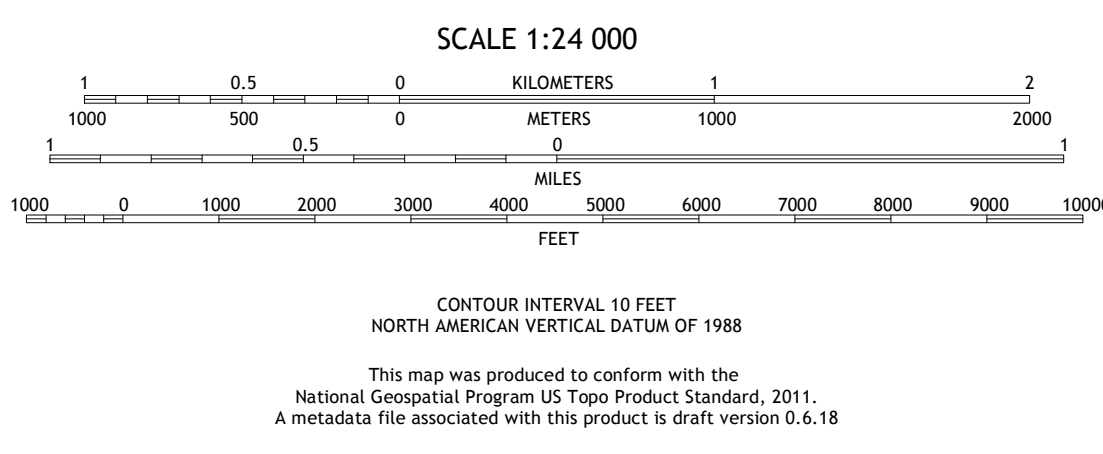 SCALE 1:24 000
1 0.5 0 KILOMETERS 1 2
1000 500 0 METERS 1000 2000
1 0.5 0 1
MILES
1000 0 1000 2000 3000 4000 5000 6000 7000 8000 9000 10000
FEET
CONTOUR INTERVAL 10 FEET
NORTH AMERICAN VERTICAL DATUM OF 1988
This map was produced to conform with the
National Geospatial Program US Topo Product Standard, 2011.
A metadata file associated with this product is draft version 0.6.18